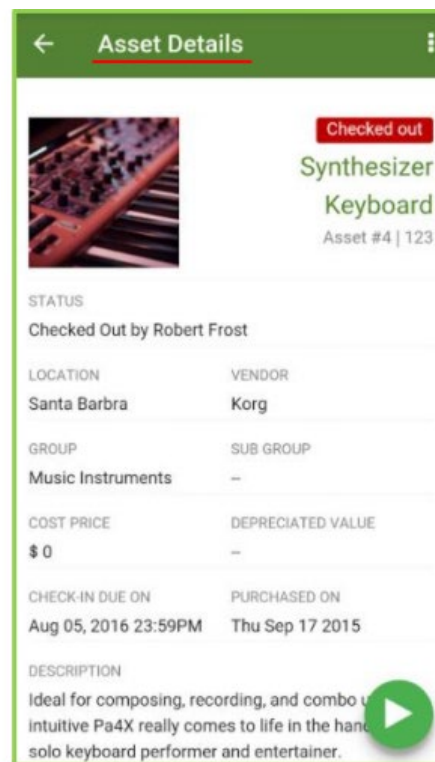 Asset Details
Checked out
Synthesizer
Keyboard
Asset #4 | 123
STATUS
Checked Out by Robert Frost
LOCATION VENDOR
Santa Barbra Korg
GROUP SUB GROUP
Music Instruments --
COST PRICE DEPRECIATED VALUE
$ 0 --
CHECK-IN DUE ON PURCHASED ON
Aug 05, 2016 23:59PM Thu Sep 17 2015
DESCRIPTION
Ideal for composing, recording, and combo
intuitive Pa4X really comes to life in the
solo keyboard performer and entertainer.